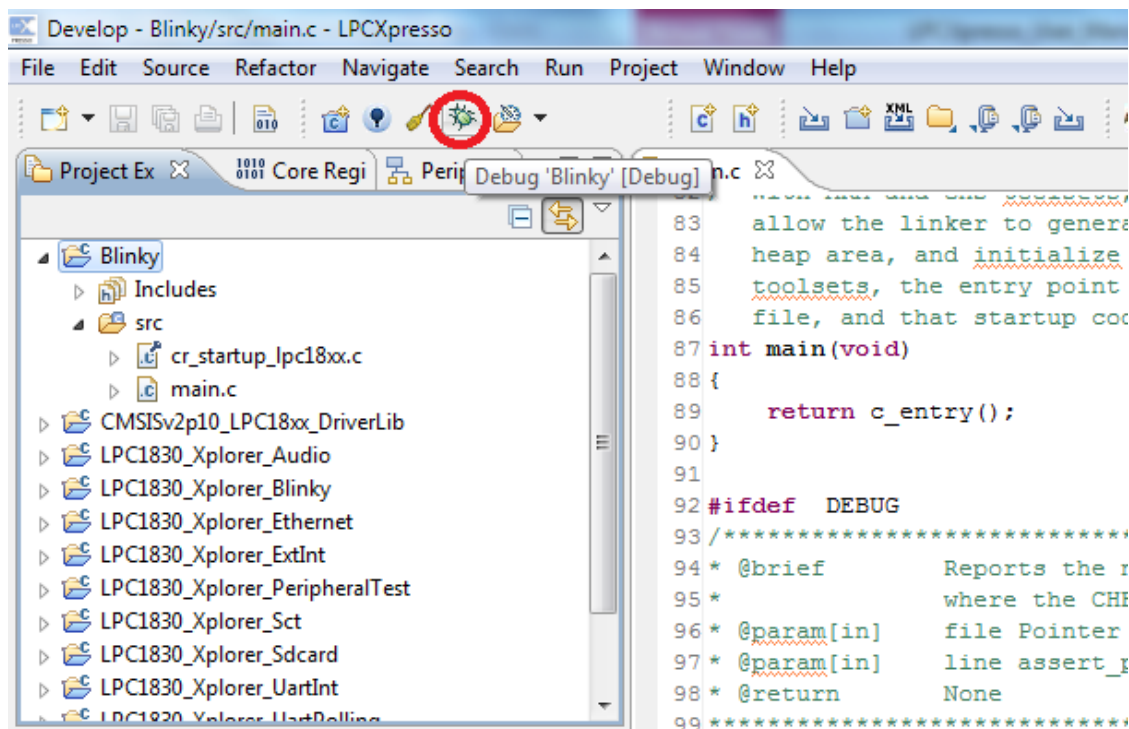 Develop - Blinky/src/main.c - LPCXpresso
File Edit Source Refactor Navigate Search Run Project Window Help
Project Ex Core Regi Debug 'Blinky' [Debug]
Blinky
Includes
src
cr_startup_lpc18xx.c
main.c
CMSISv2p10_LPC18xx_DriverLib
LPC1830_Xplorer_Audio
LPC1830_Xplorer_Blinky
LPC1830_Xplorer_Ethernet
LPC1830_Xplorer_ExtInt
LPC1830_Xplorer_PeripheralTest
LPC1830_Xplorer_Sct
LPC1830_Xplorer_Sdcard
LPC1830_Xplorer_UartInt
83 allow the linker to genera
84 heap area, and initialize
85 toolsets, the entry point
86 file, and that startup cod
87 int main(void)
88 {
89 return c_entry();
90 }
91
92 #ifdef DEBUG
93 /******************************
94 * @brief Reports the n
95 * where the CHE
96 * @param[in] file Pointer
97 * @param[in] line assert_p
98 * @return None
99 *******************************